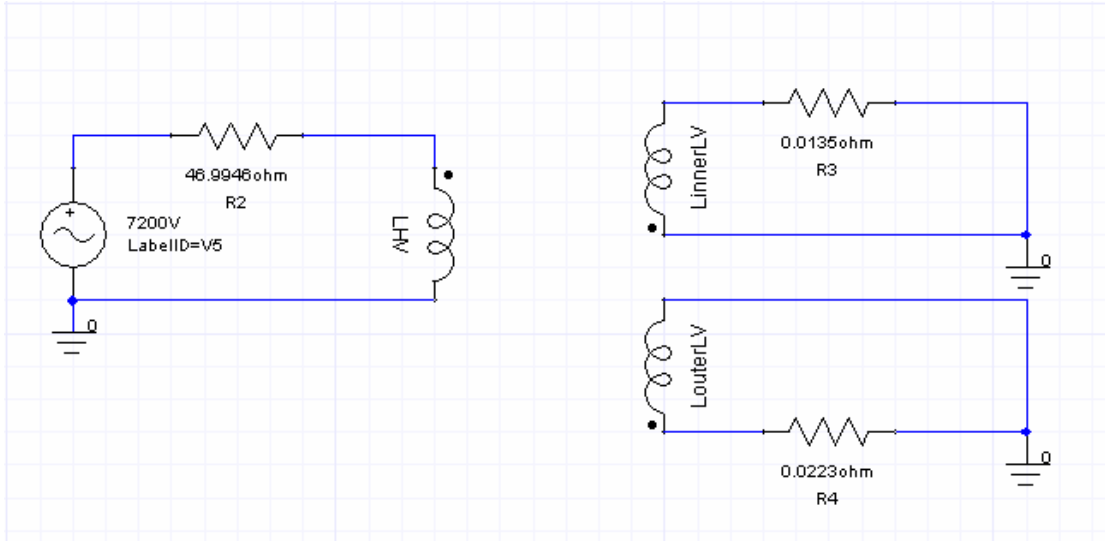 46.9946ohm
R2
+
7200V
LabelID=V5
LHV
0
LinnerLV
0.0135ohm
R3
0
LouterLV
0.0223ohm
R4
0